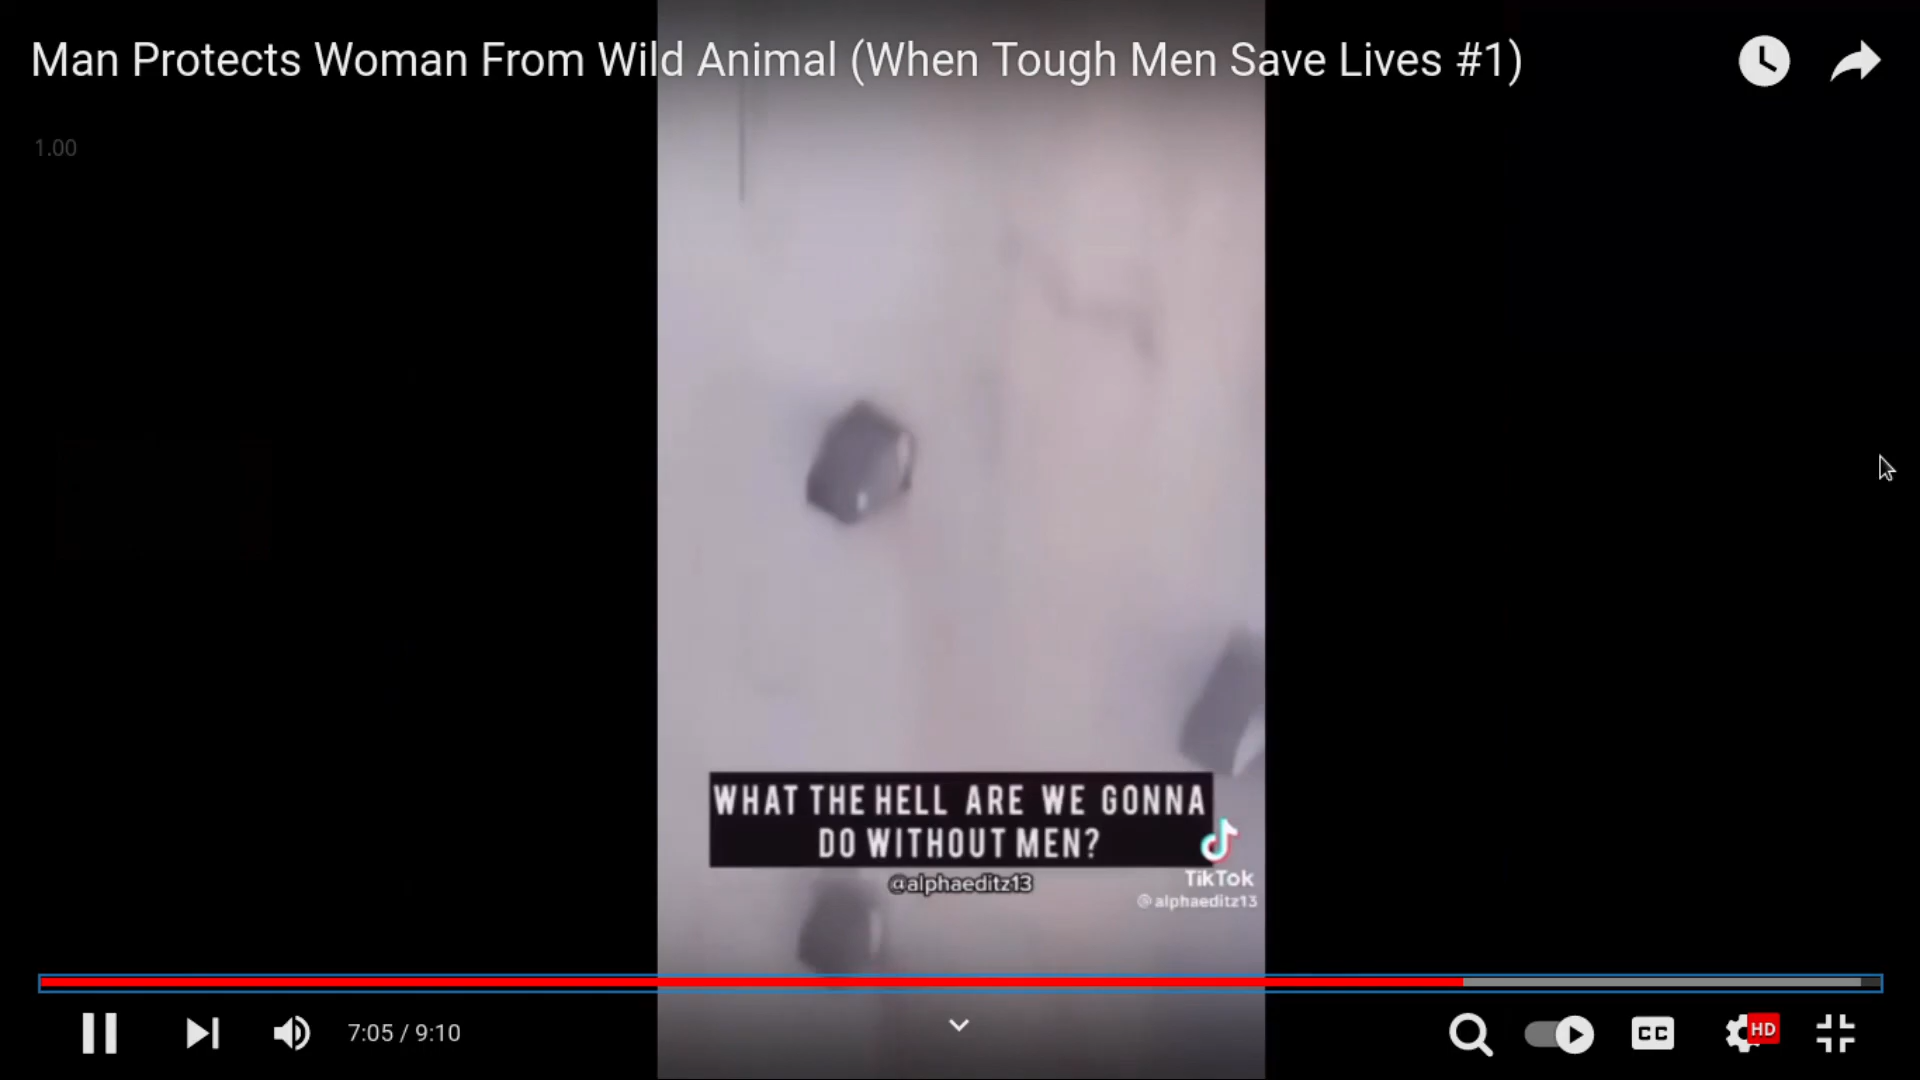 Man Protects Woman From Wild Animal (When Tough Men Save Lives #1)
1.00
WHAT THE HELL ARE WE GONNA
DO WITHOUT MEN?
@alphaeditz13
TikTok
@alphaeditz13
7:05 / 9:10
CC
HD